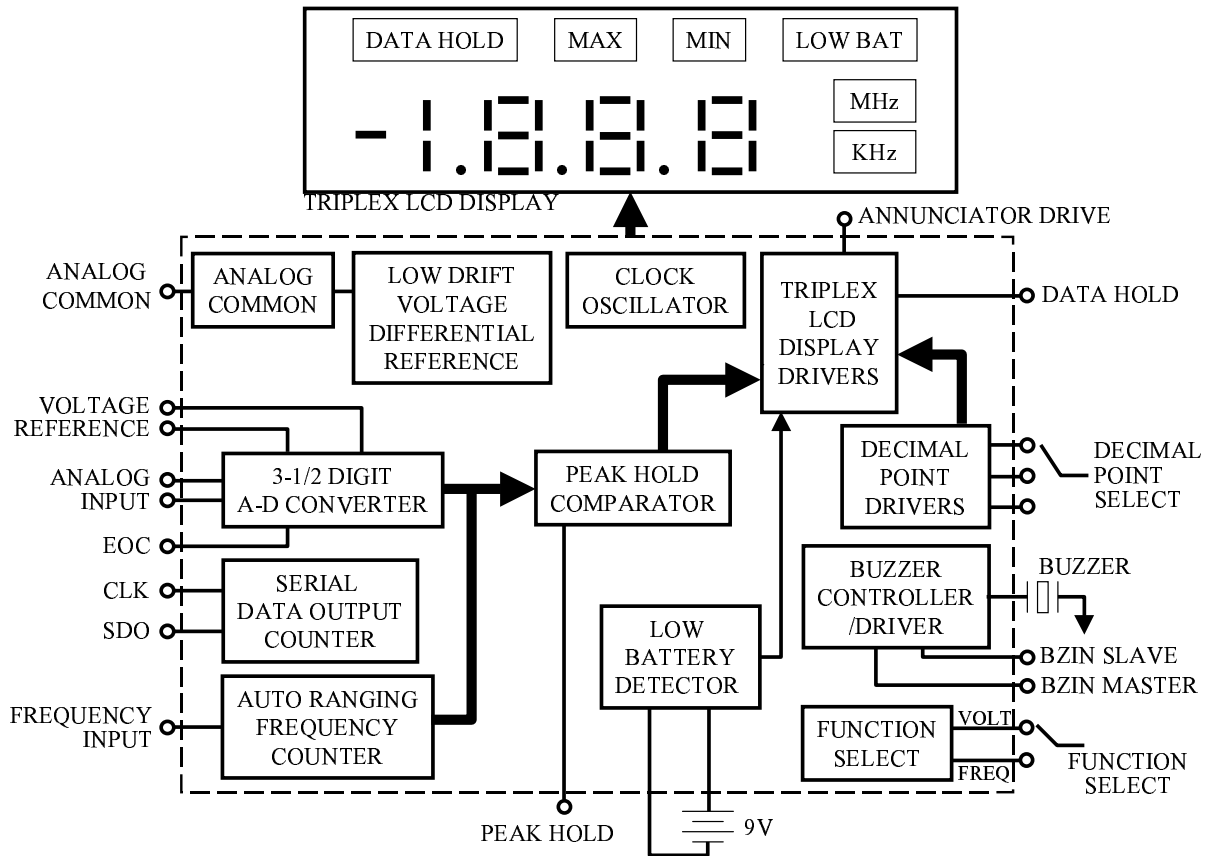 DATA HOLD
MAX
MIN
LOW BAT
-1.8.8.8
MHz
KHz
TRIPLEX LCD DISPLAY
ANNUNCIATOR DRIVE
ANALOG
COMMON
ANALOG
COMMON
LOW DRIFT
VOLTAGE
DIFFERENTIAL
REFERENCE
CLOCK
OSCILLATOR
TRIPLEX
LCD
DISPLAY
DRIVERS
DATA HOLD
VOLTAGE
REFERENCE
ANALOG
INPUT
EOC
3-1/2 DIGIT
A-D CONVERTER
PEAK HOLD
COMPARATOR
DECIMAL
POINT
DRIVERS
DECIMAL
POINT
SELECT
CLK
SDO
SERIAL
DATA OUTPUT
COUNTER
LOW
BATTERY
DETECTOR
BUZZER
CONTROLLER
/DRIVER
BUZZER
BZIN SLAVE
BZIN MASTER
FREQUENCY
INPUT
AUTO RANGING
FREQUENCY
COUNTER
FUNCTION
SELECT
VOLT
FREQ
FUNCTION
SELECT
PEAK HOLD
9V